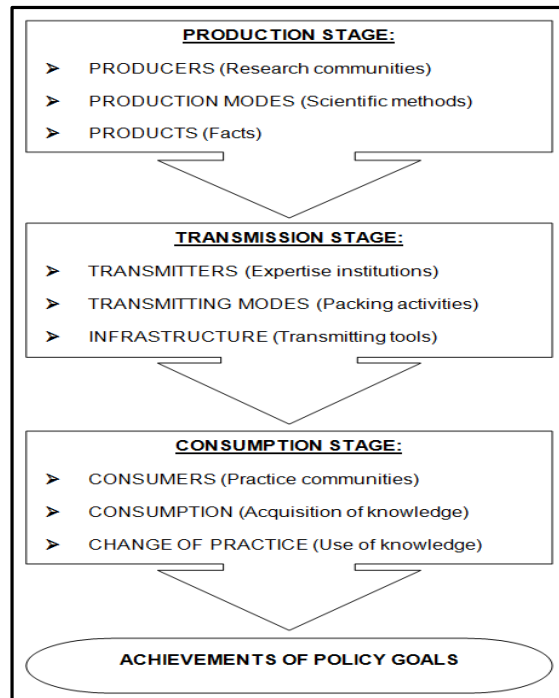 PRODUCTION STAGE:
➤ PRODUCERS (Research communities)
➤ PRODUCTION MODES (Scientific methods)
➤ PRODUCTS (Facts)
TRANSMISSION STAGE:
➤ TRANSMITTERS (Expertise institutions)
➤ TRANSMITTING MODES (Packing activities)
➤ INFRASTRUCTURE (Transmitting tools)
CONSUMPTION STAGE:
➤ CONSUMERS (Practice communities)
➤ CONSUMPTION (Acquisition of knowledge)
➤ CHANGE OF PRACTICE (Use of knowledge)
ACHIEVEMENTS OF POLICY GOALS